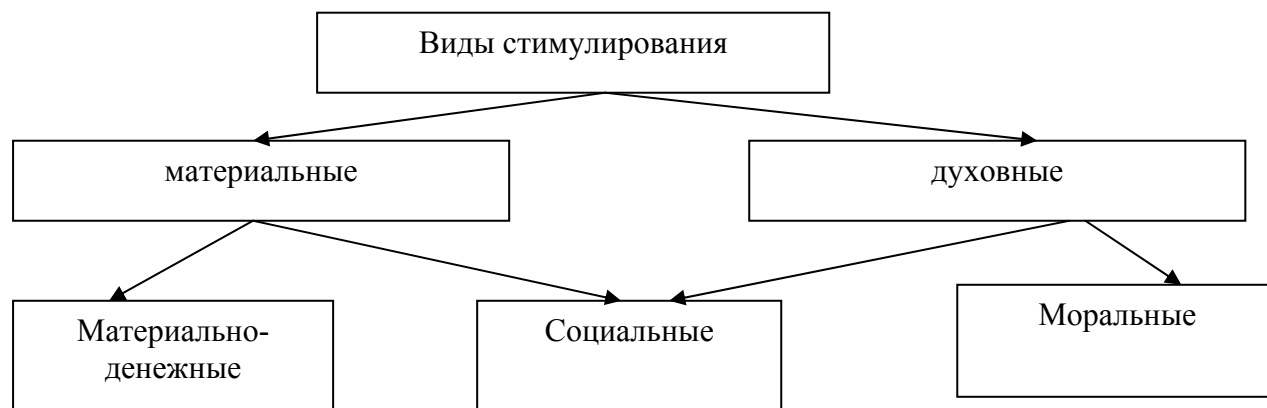 Виды стимулирования
материальные
духовные
Материально-
денежные
Социальные
Моральные